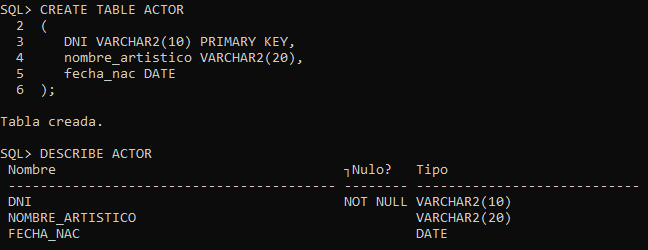 SQL> CREATE TABLE ACTOR
  2  (
  3     DNI VARCHAR2(10) PRIMARY KEY,
  4     nombre_artistico VARCHAR2(20),
  5     fecha_nac DATE
  6  );

Tabla creada.

SQL> DESCRIBE ACTOR
 Nombre                                    ┐Nulo?   Tipo
 ----------------------------------------- -------- ----------------------------
 DNI                                       NOT NULL VARCHAR2(10)
 NOMBRE_ARTISTICO                                   VARCHAR2(20)
 FECHA_NAC                                          DATE